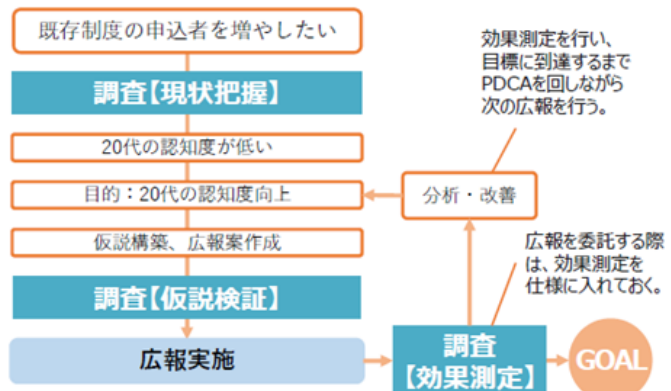 既存制度の申込者を増やしたい
調査【現状把握】
20代の認知度が低い
目的：20代の認知度向上
仮説構築、広報案作成
調査【仮説検証】
広報実施
調査
【効果測定】
GOAL
分析・改善
効果測定を行い、
目標に到達するまで
PDCAを回しながら
次の広報を行う。
広報を委託する際
は、効果測定を
仕様に入れておく。